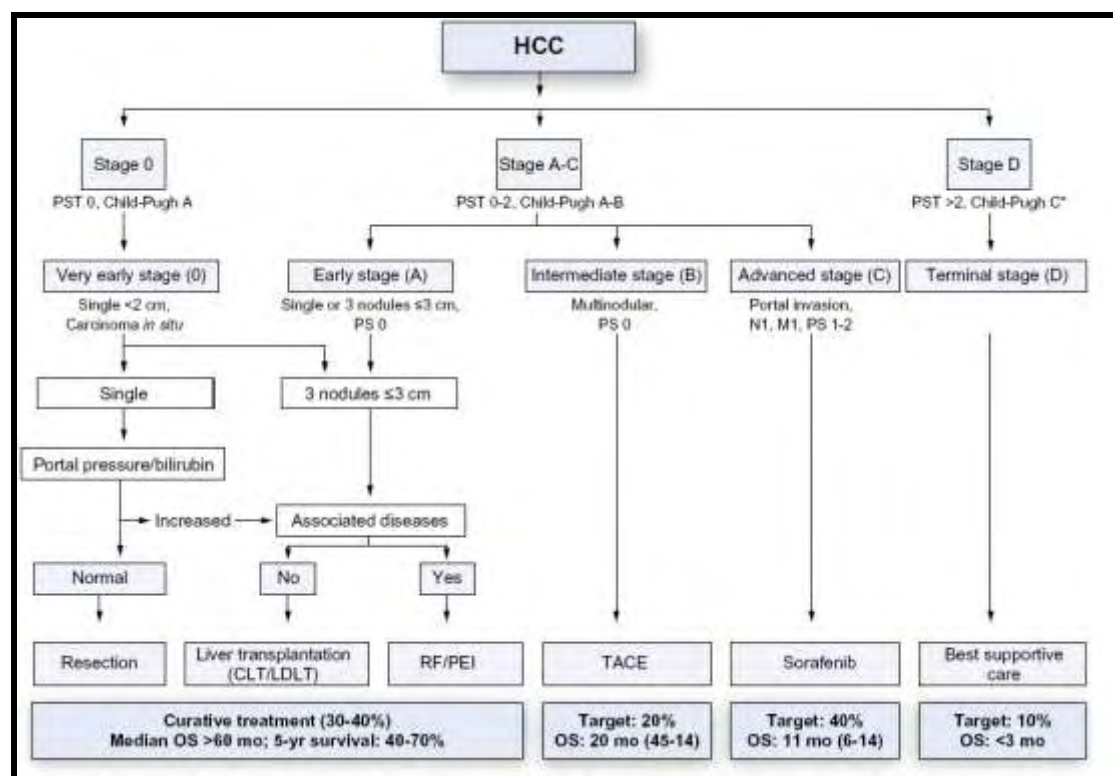 HCC
Stage 0
Stage A-C
Stage D
PST 0, Child-Pugh A
PST 0-2, Child-Pugh A-B
PST >2, Child-Pugh C*
Very early stage (0)
Early stage (A)
Intermediate stage (B)
Advanced stage (C)
Terminal stage (D)
Single <2 cm,
Carcinoma in situ
Single or 3 nodules ≤3 cm,
PS 0
Multinodular,
PS 0
Portal invasion,
N1, M1, PS 1-2
Single
3 nodules ≤3 cm
Portal pressure/bilirubin
Increased
Associated diseases
Normal
No
Yes
Resection
Liver transplantation
(CLT/LDLT)
RF/PEI
TACE
Sorafenib
Best supportive
care
Curative treatment (30-40%)
Median OS >60 mo; 5-yr survival: 40-70%
Target: 20%
OS: 20 mo (45-14)
Target: 40%
OS: 11 mo (6-14)
Target: 10%
OS: <3 mo